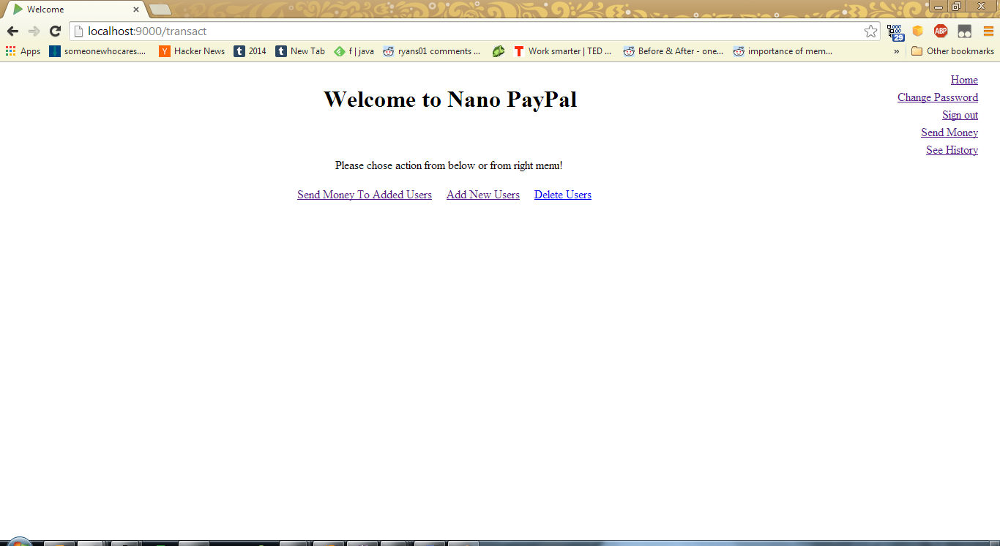 Welcome
localhost:9000/transact
29
ABP
Apps someonewhocares.... Y Hacker News t 2014 t New Tab f | java ryans01 comments ... T Work smarter | TED ... Before & After - one... importance of mem... » Other bookmarks
Home
Change Password
Sign out
Send Money
See History
Welcome to Nano PayPal
Please chose action from below or from right menu!
Send Money To Added Users Add New Users Delete Users